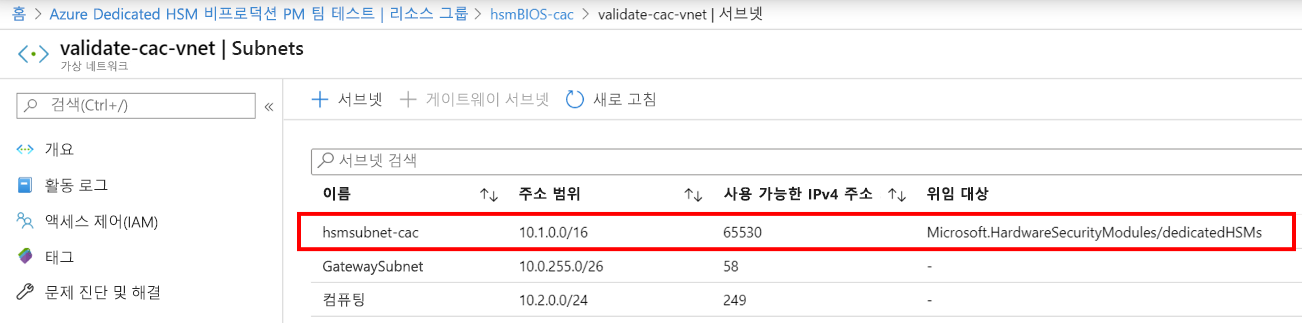 홈 > Azure Dedicated HSM 비프로덕션 PM 팀 테스트 | 리소스 그룹 > hsmBIOS-cac > validate-cac-vnet | 서브넷
validate-cac-vnet | Subnets
가상 네트워크
검색(Ctrl+/) «
개요
활동 로그
액세스 제어(IAM)
태그
문제 진단 및 해결
+ 서브넷 + 게이트웨이 서브넷 새로 고침
서브넷 검색
이름 ↑↓ 주소 범위 ↑↓ 사용 가능한 IPv4 주소 ↑↓ 위임 대상
hsmsubnet-cac 10.1.0.0/16 65530 Microsoft.HardwareSecurityModules/dedicatedHSMs
GatewaySubnet 10.0.255.0/26 58 -
컴퓨팅 10.2.0.0/24 249 -